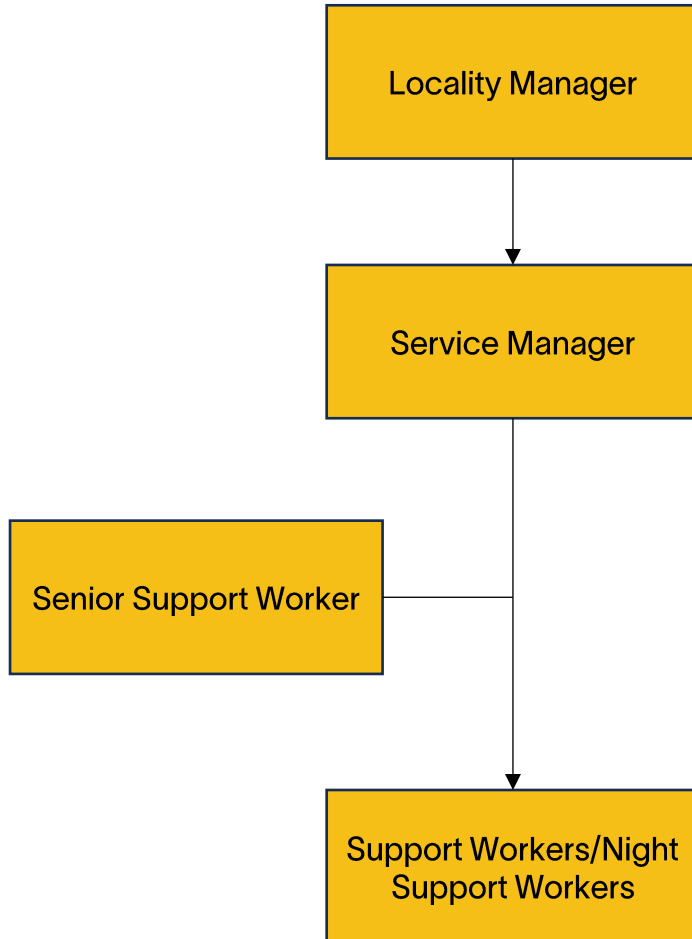 Locality Manager
Service Manager
Senior Support Worker
Support Workers/Night
Support Workers